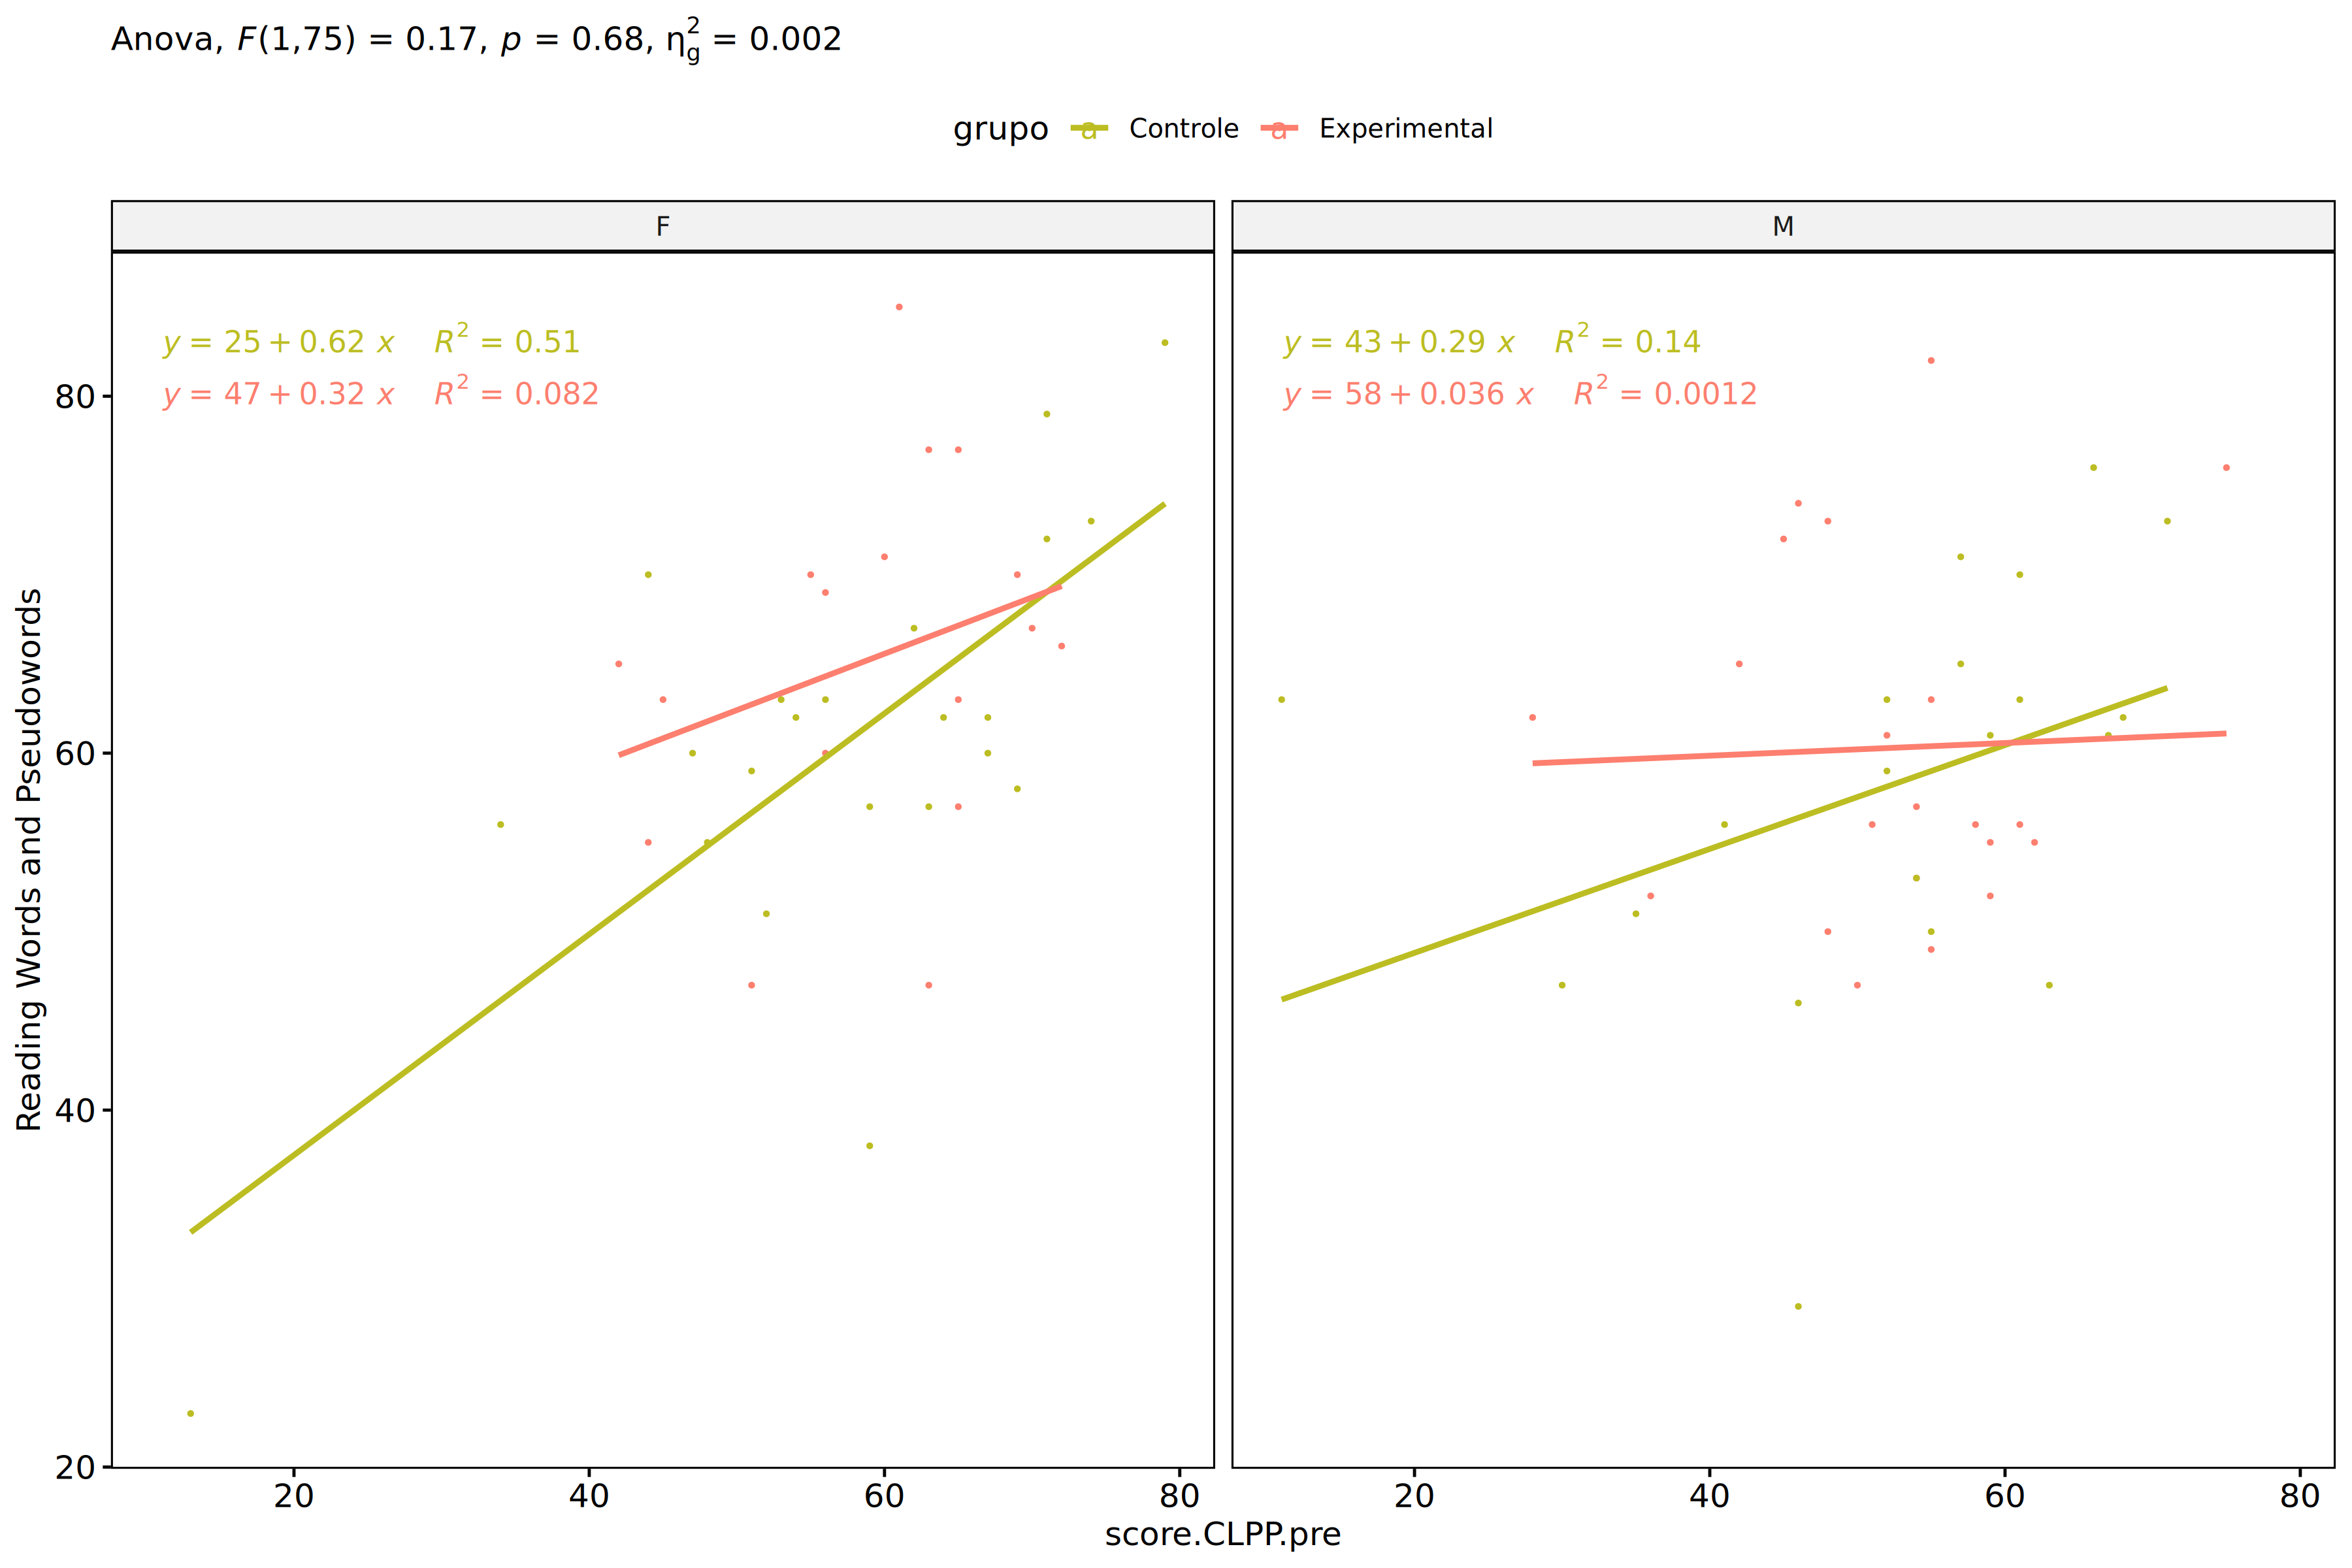 Anova, F(1,75) = 0.17, p = 0.68, η²g = 0.002
grupo a Controle a Experimental
F
M
y = 25 + 0.62 x R² = 0.51
y = 47 + 0.32 x R² = 0.082
y = 43 + 0.29 x R² = 0.14
y = 58 + 0.036 x R² = 0.0012
Reading Words and Pseudowords
80
60
40
20
20 40 60 80
20 40 60 80
score.CLPP.pre